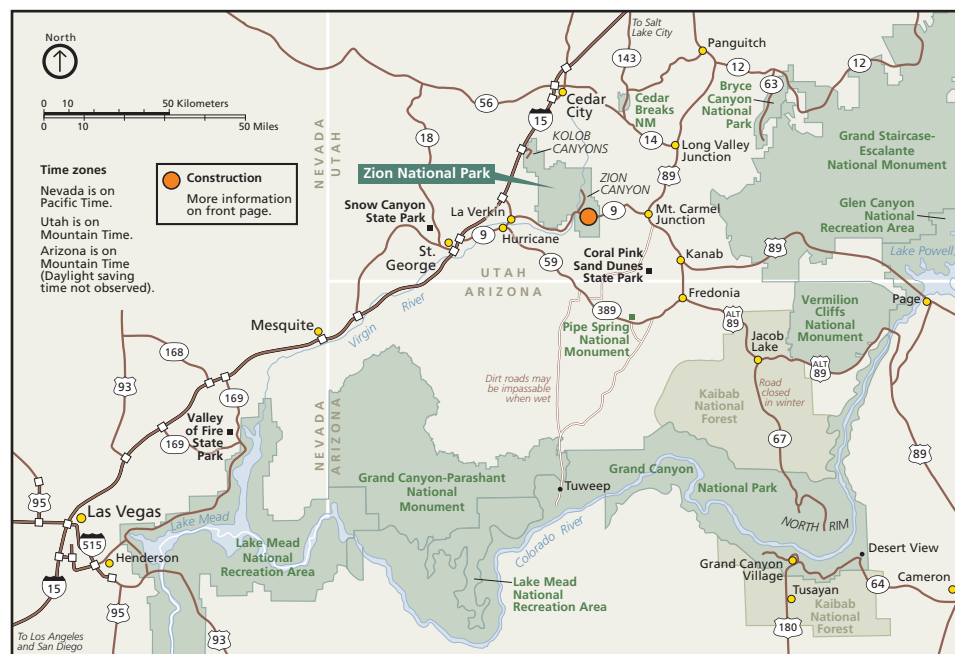 North
0 10 50 Kilometers
0 10 50 Miles
Time zones
Nevada is on
Pacific Time.
Utah is on
Mountain Time.
Arizona is on
Mountain Time
(Daylight saving
time not observed).
Construction
More information
on front page.
To Salt
Lake City
Panguitch
143
12
12
63
Bryce
Canyon
National
Park
56
Cedar
City
Cedar
Breaks
NM
15
18
14
Long Valley
Junction
Grand Staircase-
Escalante
National Monument
NEVADA
UTAH
KOLOB
CANYONS
Zion National Park
ZION
CANYON
89
Snow Canyon
State Park
La Verkin
9
Mt. Carmel
Junction
Glen Canyon
National
Recreation Area
9
Hurricane
St.
George
59
Coral Pink
Sand Dunes
State Park
Kanab
89
Lake Powell
UTAH
ARIZONA
Virgin River
389
Fredonia
Page
Mesquite
Pipe Spring
National
Monument
ALT
89
Vermilion
Cliffs
National
Monument
Jacob
Lake
ALT
89
168
93
169
Dirt roads may
be impassable
when wet
Road
closed
in winter
Kaibab
National
Forest
NEVADA
ARIZONA
Valley
of Fire
State
Park
169
67
89
Grand Canyon-Parashant
National
Monument
Grand Canyon
National Park
Tuweep
95
Las Vegas
Lake Mead
Colorado River
NORTH RIM
515
Henderson
Lake Mead
National
Recreation Area
Desert View
Grand Canyon
Village
15
Lake Mead
National
Recreation Area
64
Cameron
Tusayan
95
93
180
Kaibab
National
Forest
To Los Angeles
and San Diego